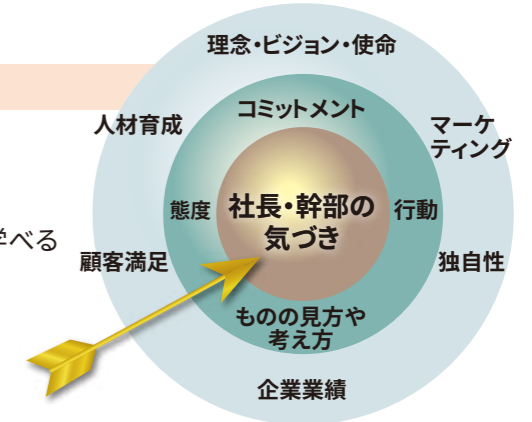 理念・ビジョン・使命
コミットメント
人材育成
マーケ
ティング
態度
社長・幹部の
気づき
行動
学べる
顧客満足
独自性
ものの見方や
考え方
企業業績